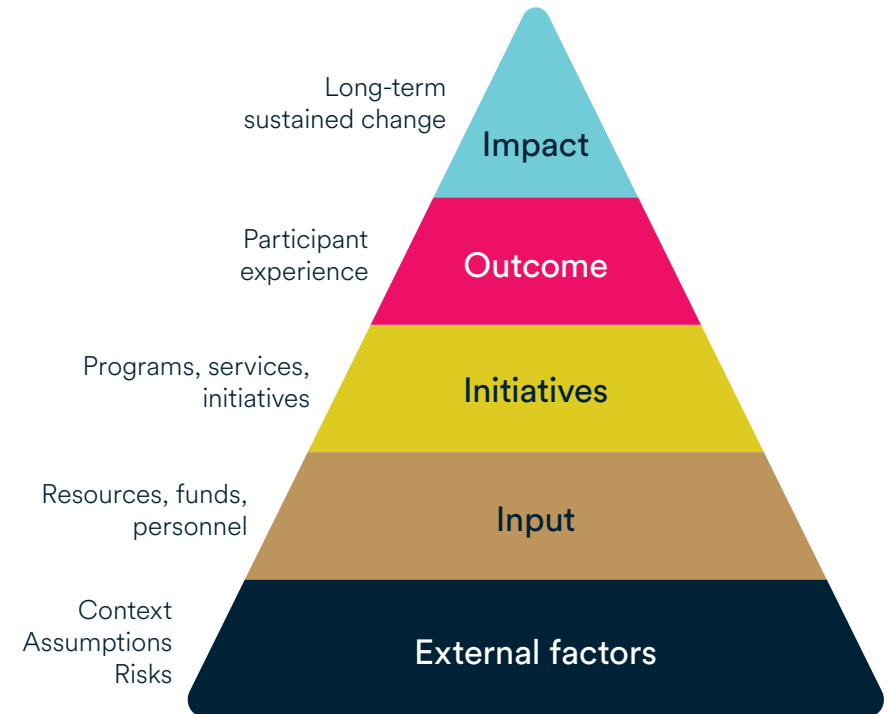 Long-term
sustained change
Impact
Participant
experience
Outcome
Programs, services,
initiatives
Initiatives
Resources, funds,
personnel
Input
Context
Assumptions
Risks
External factors